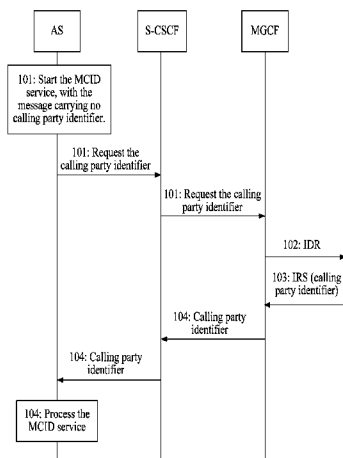 AS
S-CSCF
MGCF
101: Start the MCID
service, with the
message carrying no
calling party identifier.
101: Request the
calling party identifier
101: Request the calling
party identifier
102: IDR
103: IRS (calling
party identifier)
104: Calling party
identifier
104: Calling party
identifier
104: Process the
MCID service